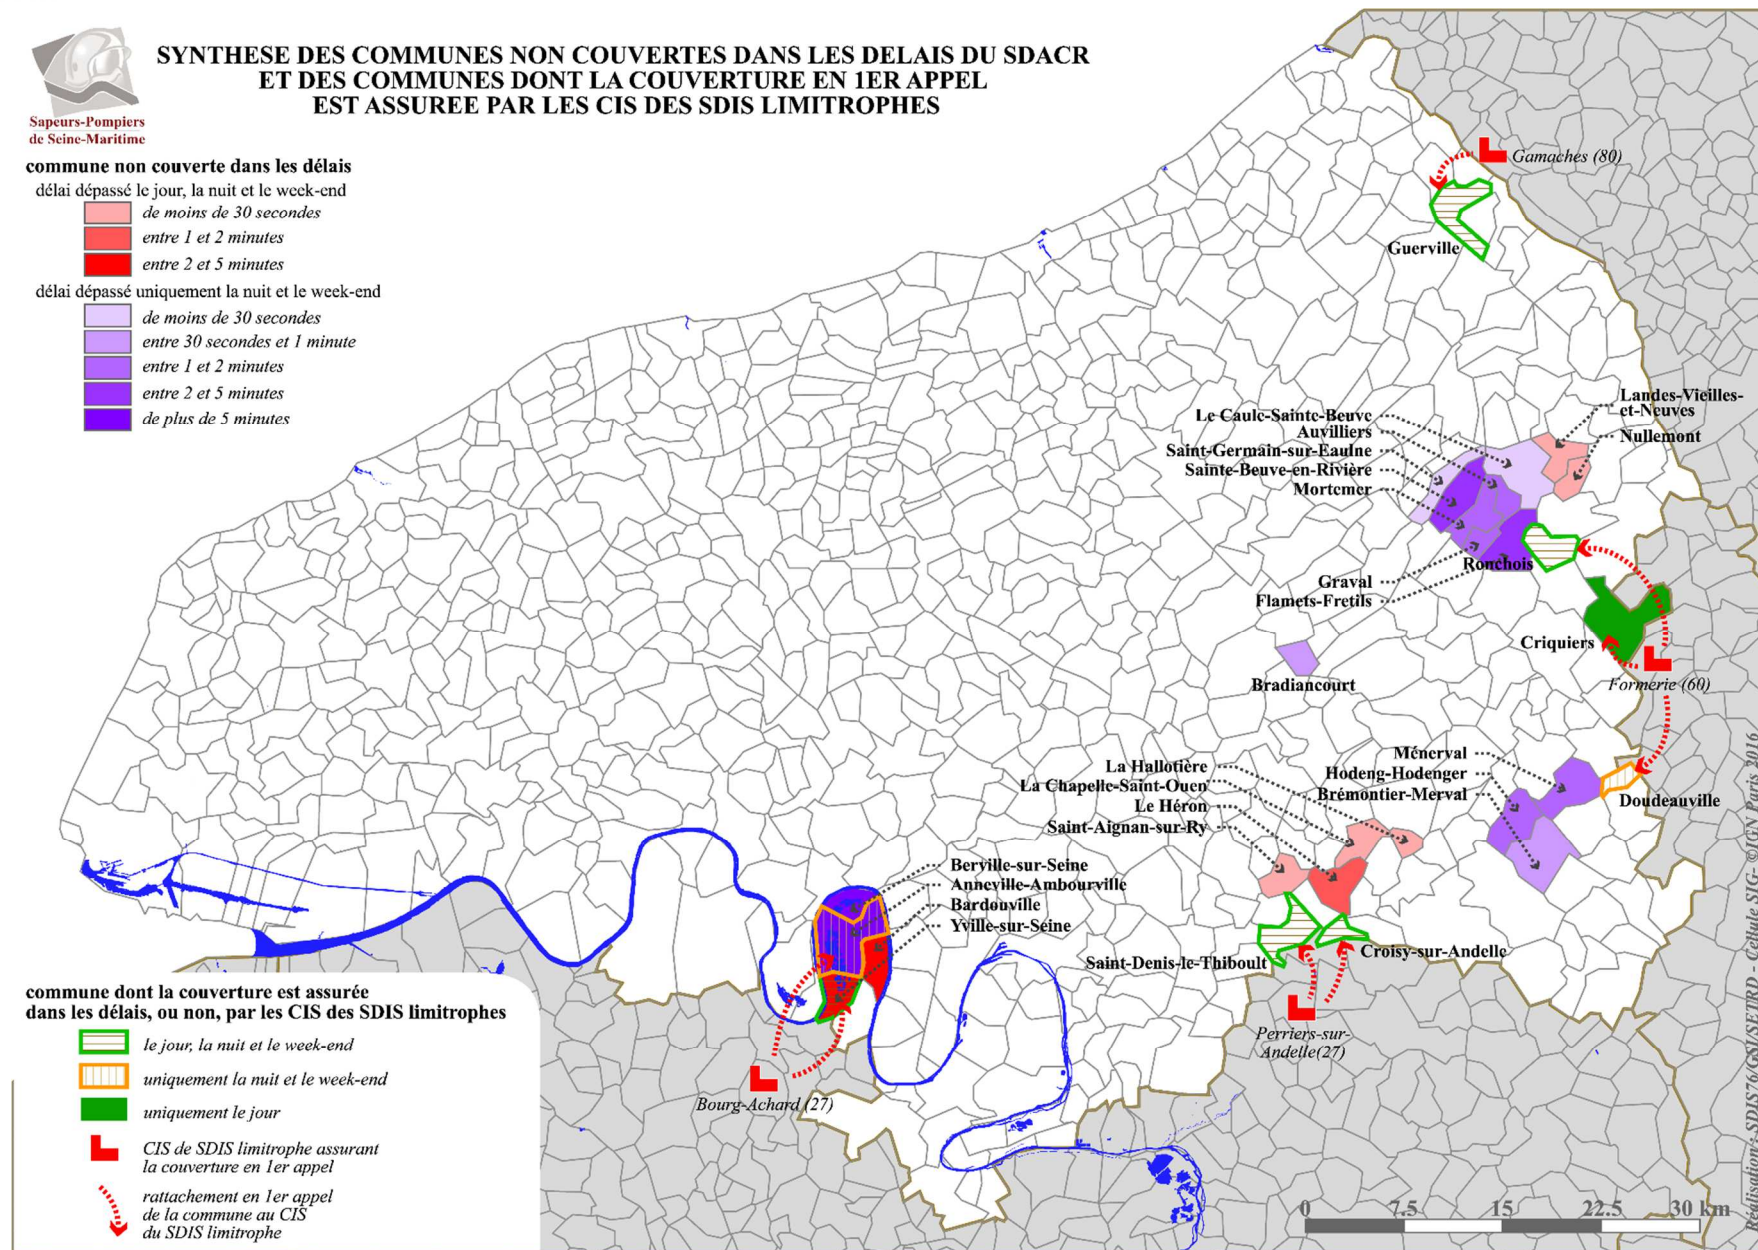 SYNTHESE DES COMMUNES NON COUVERTES DANS LES DELAIS DU SDACR
ET DES COMMUNES DONT LA COUVERTURE EN 1ER APPEL
EST ASSUREE PAR LES CIS DES SDIS LIMITROPHES
Sapeurs-Pompiers
de Seine-Maritime
commune non couverte dans les délais
délai dépassé le jour, la nuit et le week-end
de moins de 30 secondes
entre 1 et 2 minutes
entre 2 et 5 minutes
délai dépassé uniquement la nuit et le week-end
de moins de 30 secondes
entre 30 secondes et 1 minute
entre 1 et 2 minutes
entre 2 et 5 minutes
de plus de 5 minutes
Gamaches (80)
Guerville
Landes-Vieilles-
et-Neuves
Nullemont
Le Caule-Sainte-Beuve
Auvilliers
Saint-Germain-sur-Eaulne
Sainte-Beuve-en-Rivière
Mortemer
Ronchois
Graval
Flamets-Fretils
Criquiers
Formerie (60)
Bradiancourt
Ménerval
Hodeng-Hodenger
Brémontier-Merval
Doudeauville
La Hallotière
La Chapelle-Saint-Ouen
Le Héron
Saint-Aignan-sur-Ry
Berville-sur-Seine
Anneville-Ambourville
Bardouville
Yville-sur-Seine
Saint-Denis-le-Thiboult
Croisy-sur-Andelle
Perriers-sur-
Andelle(27)
Bourg-Achard (27)
commune dont la couverture est assurée
dans les délais, ou non, par les CIS des SDIS limitrophes
le jour, la nuit et le week-end
uniquement la nuit et le week-end
uniquement le jour
CIS de SDIS limitrophe assurant
la couverture en 1er appel
rattachement en 1er appel
de la commune au CIS
du SDIS limitrophe
0 7.5 15 22.5 30 km
Réalisation : SDIS76/GSI/SEFRD - Cellule SIG- ©IGN Paris 2016